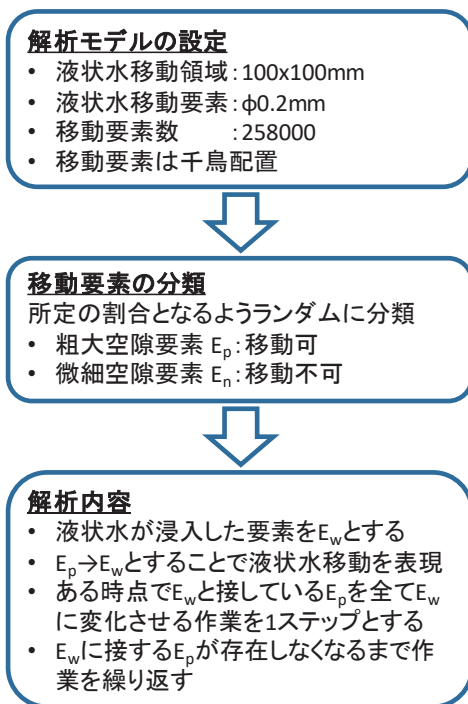 解析モデルの設定
• 液状水移動領域:100x100mm
• 液状水移動要素:φ0.2mm
• 移動要素数　　:258000
• 移動要素は千鳥配置
移動要素の分類
所定の割合となるようランダムに分類
• 粗大空隙要素 Ep:移動可
• 微細空隙要素 En:移動不可
解析内容
• 液状水が浸入した要素をEwとする
• Ep→Ewとすることで液状水移動を表現
• ある時点でEwと接しているEpを全てEw
に変化させる作業を1ステップとする
• Ewに接するEpが存在しなくなるまで作
業を繰り返す